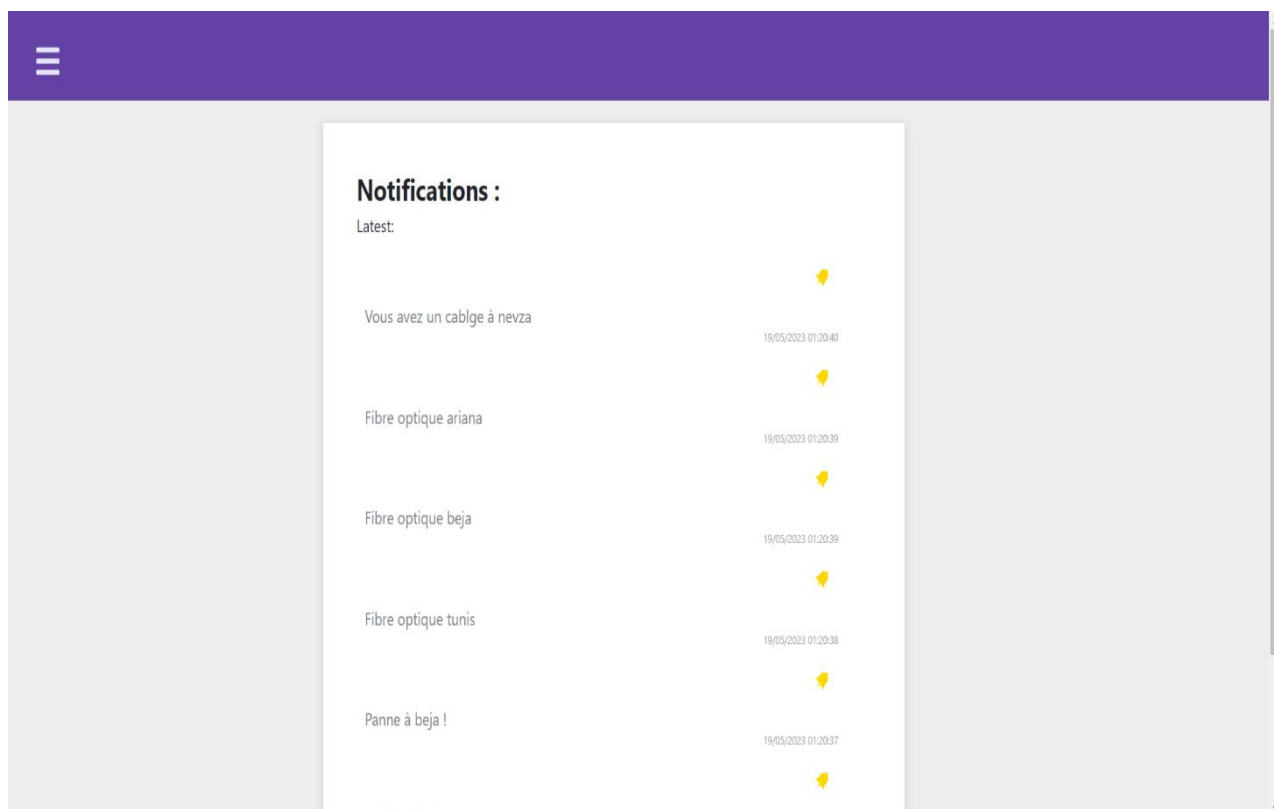 Notifications :
Latest:
Vous avez un cablge à nevza
19/05/2023 01:20:40
Fibre optique ariana
19/05/2023 01:20:39
Fibre optique beja
19/05/2023 01:20:39
Fibre optique tunis
19/05/2023 01:20:38
Panne à beja !
19/05/2023 01:20:37